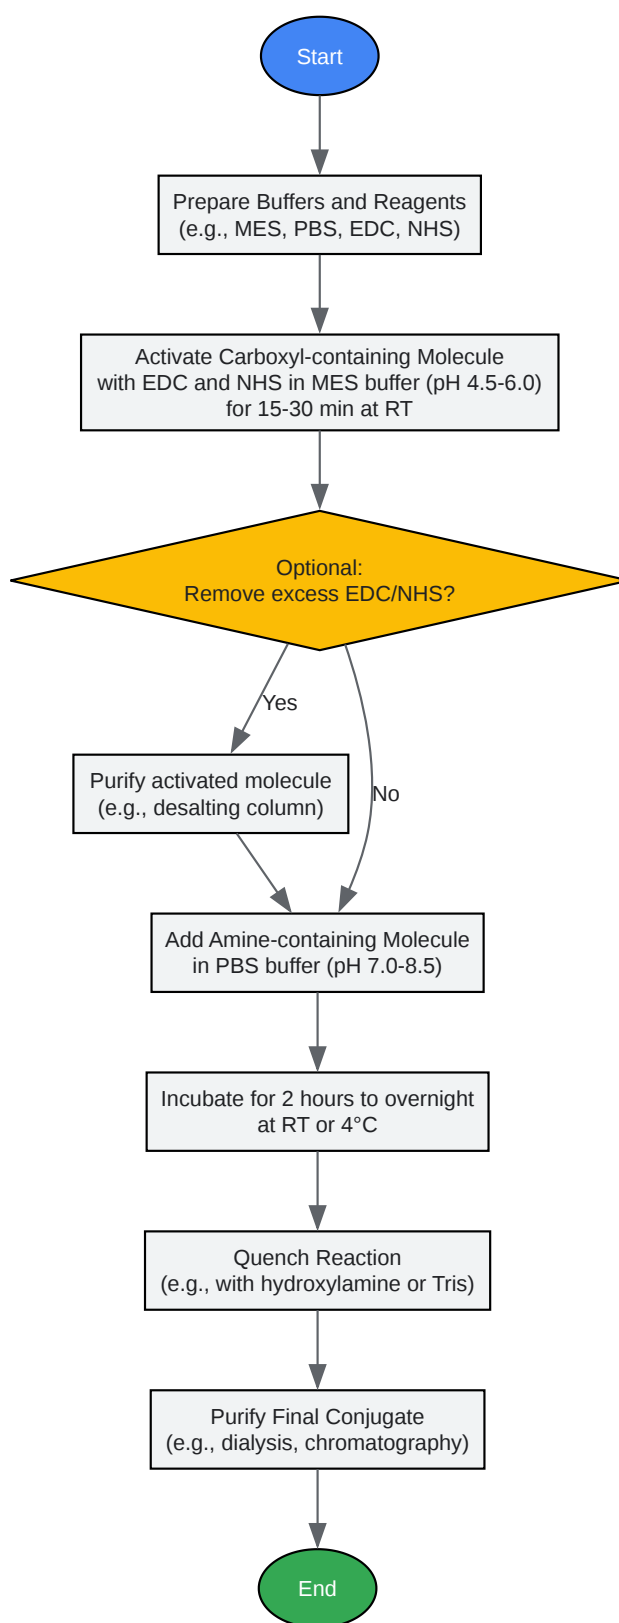 Start
Prepare Buffers and Reagents
(e.g., MES, PBS, EDC, NHS)
Activate Carboxyl-containing Molecule
with EDC and NHS in MES buffer (pH 4.5-6.0)
for 15-30 min at RT
Optional:
Remove excess EDC/NHS?
Yes
Purify activated molecule
(e.g., desalting column)
No
Add Amine-containing Molecule
in PBS buffer (pH 7.0-8.5)
Incubate for 2 hours to overnight
at RT or 4°C
Quench Reaction
(e.g., with hydroxylamine or Tris)
Purify Final Conjugate
(e.g., dialysis, chromatography)
End